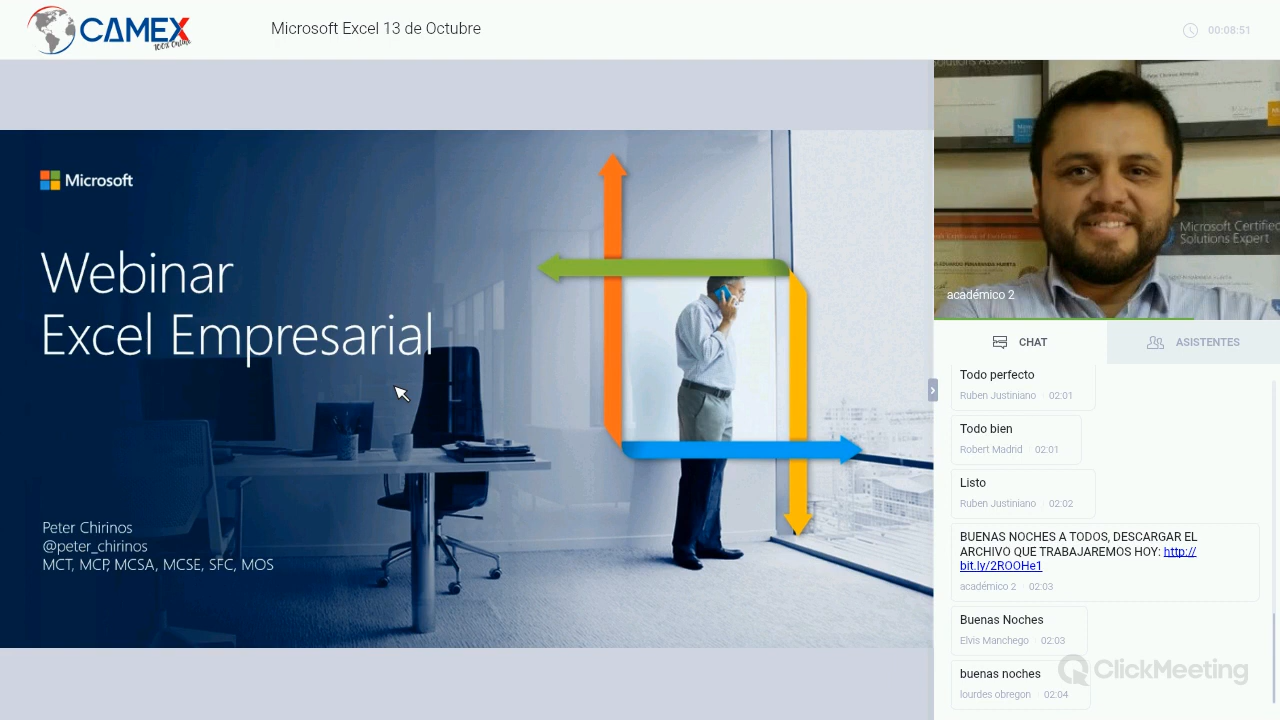 CAMEX
100% Online
Microsoft Excel 13 de Octubre
00:08:51
Microsoft
Webinar
Excel Empresarial
Peter Chirinos
@peter_chirinos
MCT, MCP, MCSA, MCSE, SFC, MOS
Solutions Associate
Microsoft Certified
Solutions Expert
académico 2
CHAT
ASISTENTES
Todo perfecto
Ruben Justiniano 02:01
Todo bien
Robert Madrid 02:01
Listo
Ruben Justiniano 02:02
BUENAS NOCHES A TODOS, DESCARGAR EL
ARCHIVO QUE TRABAJAREMOS HOY: http://
bit.ly/2ROOHe1
académico 2 02:03
Buenas Noches
Elvis Manchego 02:03
buenas noches
lourdes obregon 02:04
ClickMeeting